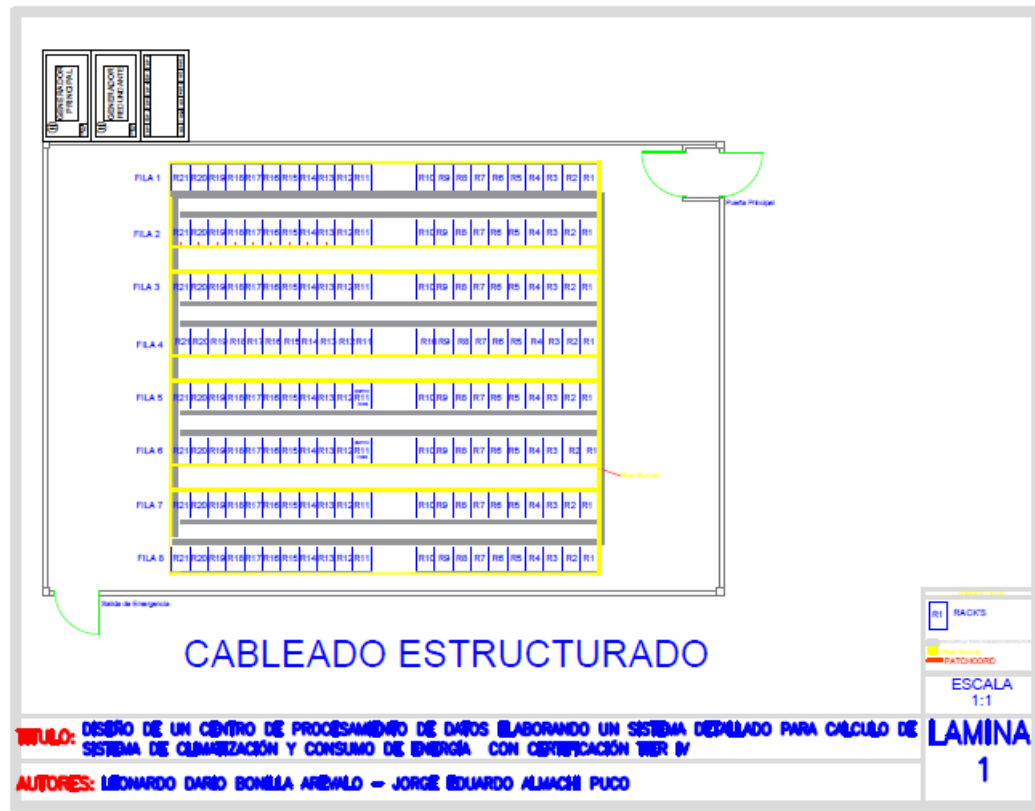 GENERADOR PRINCIPAL
GENERADOR REDUNDANTE
FILA 1 R21 R20 R19 R18 R17 R16 R15 R14 R13 R12 R11 R10 R9 R8 R7 R6 R5 R4 R3 R2 R1
Puerta Principal
FILA 2 R21 R20 R19 R18 R17 R16 R15 R14 R13 R12 R11 R10 R9 R8 R7 R6 R5 R4 R3 R2 R1
FILA 3 R21 R20 R19 R18 R17 R16 R15 R14 R13 R12 R11 R10 R9 R8 R7 R6 R5 R4 R3 R2 R1
FILA 4 R21 R20 R19 R18 R17 R16 R15 R14 R13 R12 R11 R10 R9 R8 R7 R6 R5 R4 R3 R2 R1
FILA 5 R21 R20 R19 R18 R17 R16 R15 R14 R13 R12 R11 R10 R9 R8 R7 R6 R5 R4 R3 R2 R1
FILA 6 R21 R20 R19 R18 R17 R16 R15 R14 R13 R12 R11 R10 R9 R8 R7 R6 R5 R4 R3 R2 R1
FILA 7 R21 R20 R19 R18 R17 R16 R15 R14 R13 R12 R11 R10 R9 R8 R7 R6 R5 R4 R3 R2 R1
FILA 8 R21 R20 R19 R18 R17 R16 R15 R14 R13 R12 R11 R10 R9 R8 R7 R6 R5 R4 R3 R2 R1
Salida de Emergencia
CABLEADO ESTRUCTURADO
R1 RACK'S
PATCHCORD
ESCALA
1:1
LAMINA
1
TITULO: DISEÑO DE UN CENTRO DE PROCESAMIENTO DE DATOS ELABORANDO UN SISTEMA DETALLADO PARA CALCULO DE
SISTEMA DE CLIMATIZACIÓN Y CONSUMO DE ENERGÍA CON CERTIFICACIÓN TIER IV
AUTORES: LEONARDO DARIO BONILLA AREVALO - JORGE EDUARDO ALMACHI PUCO